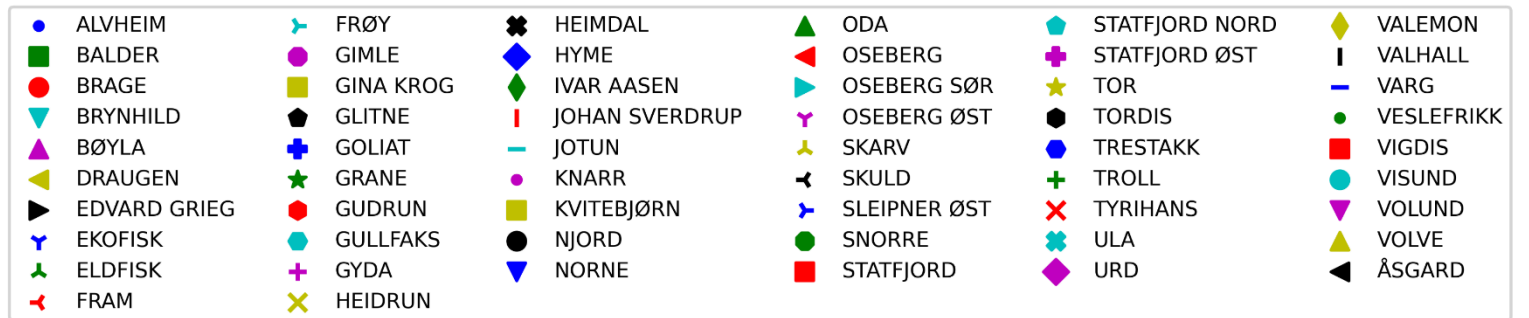 ALVHEIM
BALDER
BRAGE
BRYNHILD
BØYLA
DRAUGEN
EDVARD GRIEG
EKOFISK
ELDFISK
FRAM
FRØY
GIMLE
GINA KROG
GLITNE
GOLIAT
GRANE
GUDRUN
GULLFAKS
GYDA
HEIDRUN
HEIMDAL
HYME
IVAR AASEN
JOHAN SVERDRUP
JOTUN
KNARR
KVITEBJØRN
NJORD
NORNE
ODA
OSEBERG
OSEBERG SØR
OSEBERG ØST
SKARV
SKULD
SLEIPNER ØST
SNORRE
STATFJORD
STATFJORD NORD
STATFJORD ØST
TOR
TORDIS
TRESTAKK
TROLL
TYRIHANS
ULA
URD
VALEMON
VALHALL
VARG
VESLEFRIKK
VIGDIS
VISUND
VOLUND
VOLVE
ÅSGARD